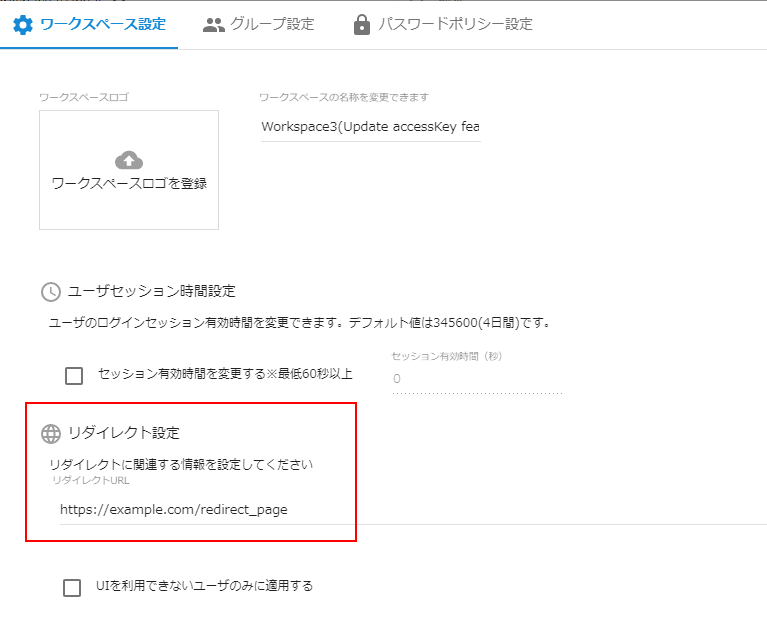 ワークスペース設定 グループ設定 パスワードポリシー設定
ワークスペースロゴ ワークスペースの名称を変更できます
Workspace3(Update accessKey fea
ワークスペースロゴを登録
ユーザセッション時間設定
ユーザのログインセッション有効時間を変更できます。デフォルト値は345600(4日間)です。
セッション有効時間（秒）
セッション有効時間を変更する※最低60秒以上
0
リダイレクト設定
リダイレクトに関連する情報を設定してください
リダイレクトURL
https://example.com/redirect_page
UIを利用できないユーザのみに適用する